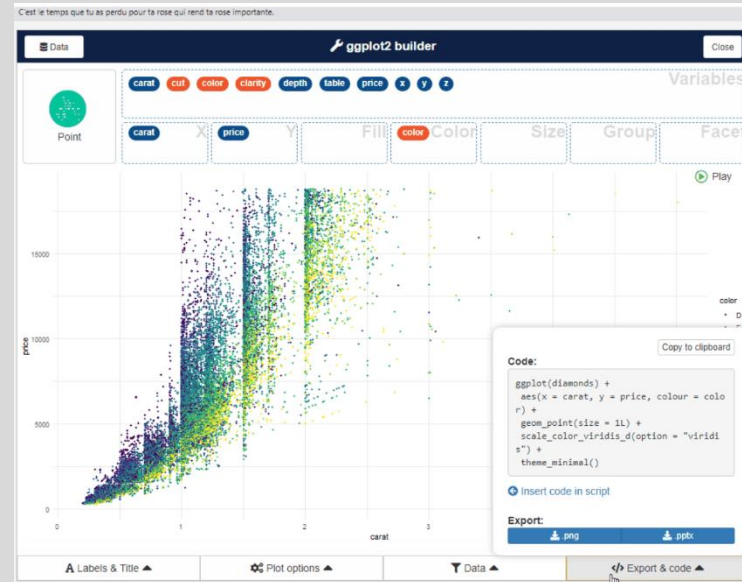 C'est le temps que tu as perdu pour ta rose qui rend ta rose importante.
Data
ggplot2 builder
Close
Point
carat cut color clarity depth table price x y z
Variables
carat X price Y Fill color Color Size Group Facet
Play
15000
10000
5000
0
price
0 1 2 3
carat
color
D
Copy to clipboard
Code:
ggplot(diamonds) +
aes(x = carat, y = price, colour = colo
r) +
geom_point(size = 1L) +
scale_color_viridis_d(option = "viridi
s") +
theme_minimal()
Insert code in script
Export:
.png .pptx
Labels & Title Plot options Data </> Export & code